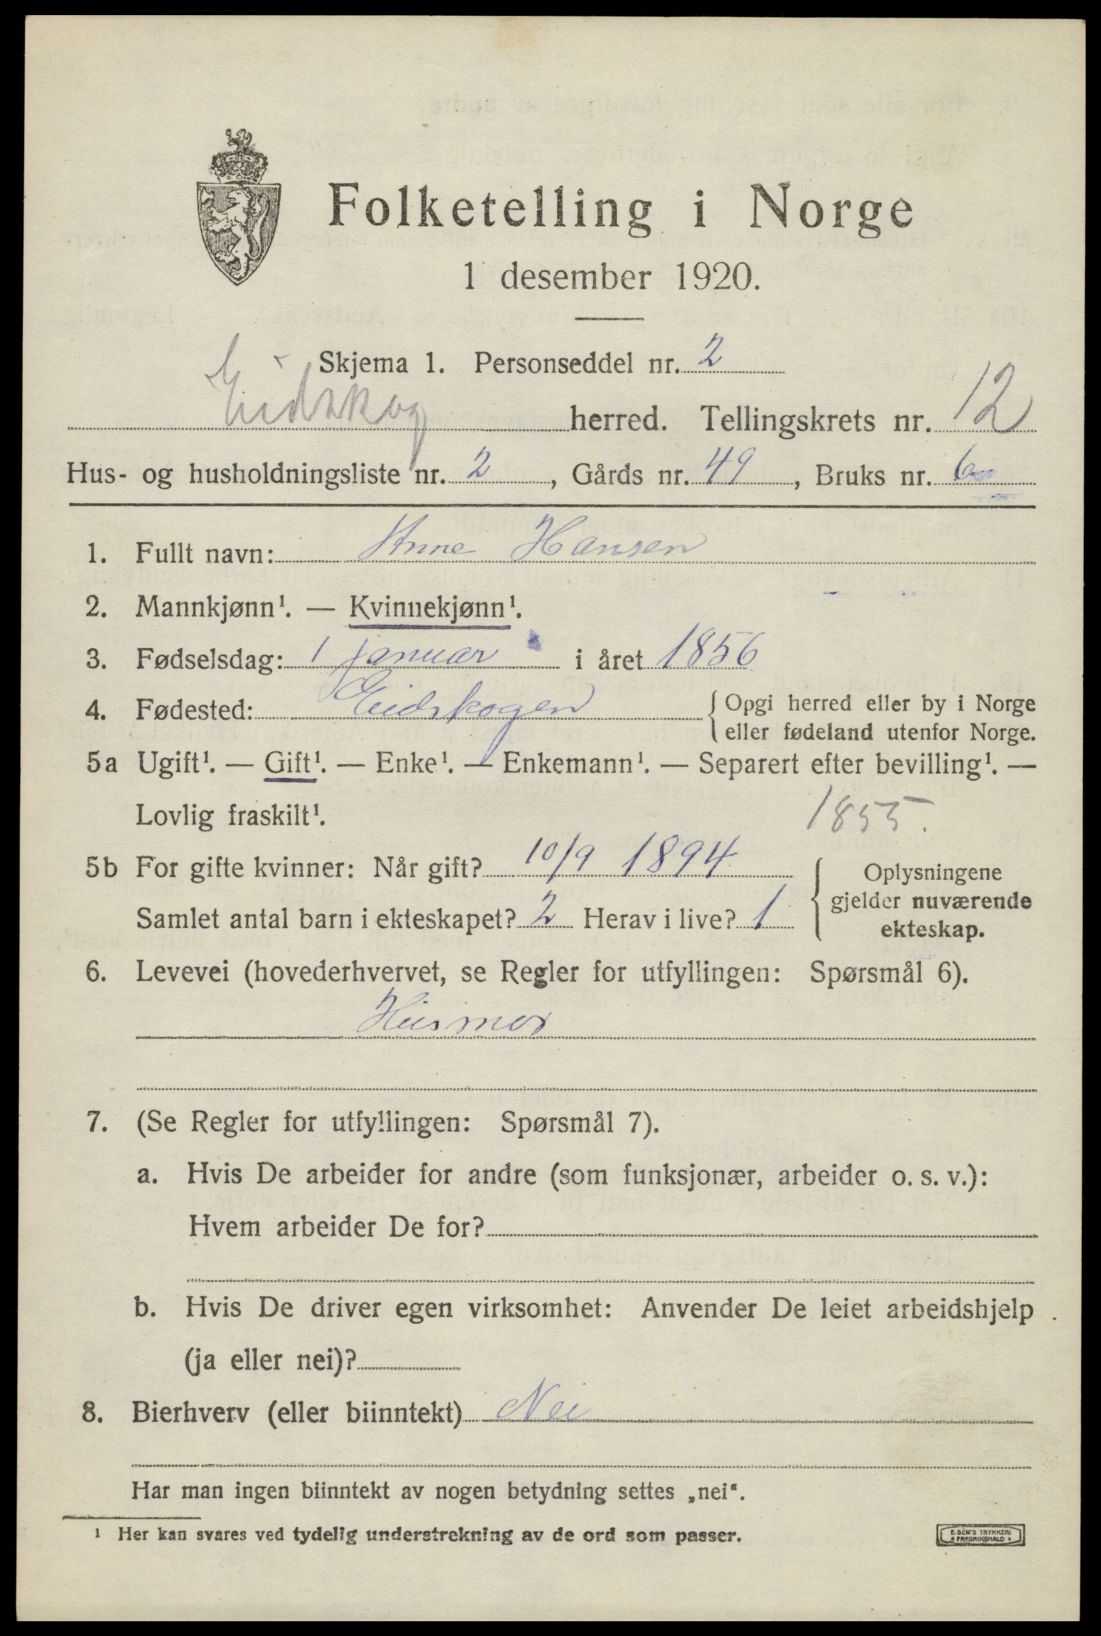 Folketelling i Norge
1 desember 1920.
Skjema 1. Personseddel nr. 2
Eidskog herred. Tellingskrets nr. 12
Hus- og husholdningsliste nr. 2, Gårds nr. 49, Bruks nr. 6
1. Fullt navn: Anne Hansen
2. Mannkjønn¹. — Kvinnekjønn¹.
3. Fødselsdag: 1 januar i året 1856
4. Fødested: Eidskogen { Opgi herred eller by i Norge
eller fødeland utenfor Norge.
5a Ugift¹. — Gift¹. — Enke¹. — Enkemann¹. — Separert efter bevilling¹. —
Lovlig fraskilt¹. 1855.
5b For gifte kvinner: Når gift? 10/9 1894 { Oplysningene
gjelder nuværende
Samlet antal barn i ekteskapet? 2 Herav i live? 1
ekteskap.
6. Levevei (hovederhvervet, se Regler for utfyllingen: Spørsmål 6).
Husmor
7. (Se Regler for utfyllingen: Spørsmål 7).
a. Hvis De arbeider for andre (som funksjonær, arbeider o. s. v.):
Hvem arbeider De for?
b. Hvis De driver egen virksomhet: Anvender De leiet arbeidshjelp
(ja eller nei)?
8. Bierhverv (eller biinntekt) Nei
Har man ingen biinntekt av nogen betydning settes „nei“.
¹ Her kan svares ved tydelig understrekning av de ord som passer.
E. SEM'S TRYKKERI
FREDRIKSHALD